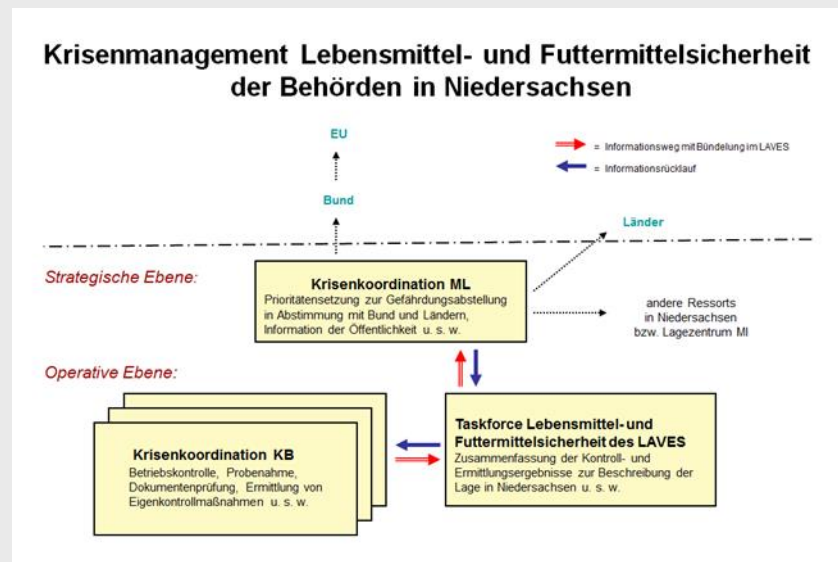 Krisenmanagement Lebensmittel- und Futtermittelsicherheit
der Behörden in Niedersachsen
EU
= Informationsweg mit Bündelung im LAVES
= Informationsrücklauf
Bund
Länder
Strategische Ebene:
Krisenkoordination ML
Prioritätensetzung zur Gefährdungsabstellung
in Abstimmung mit Bund und Ländern,
Information der Öffentlichkeit u. s. w.
andere Ressorts
in Niedersachsen
bzw. Lagezentrum MI
Operative Ebene:
Krisenkoordination KB
Betriebskontrolle, Probenahme,
Dokumentenprüfung, Ermittlung von
Eigenkontrollmaßnahmen u. s. w.
Taskforce Lebensmittel- und
Futtermittelsicherheit des LAVES
Zusammenfassung der Kontroll- und
Ermittlungsergebnisse zur Beschreibung der
Lage in Niedersachsen u. s. w.